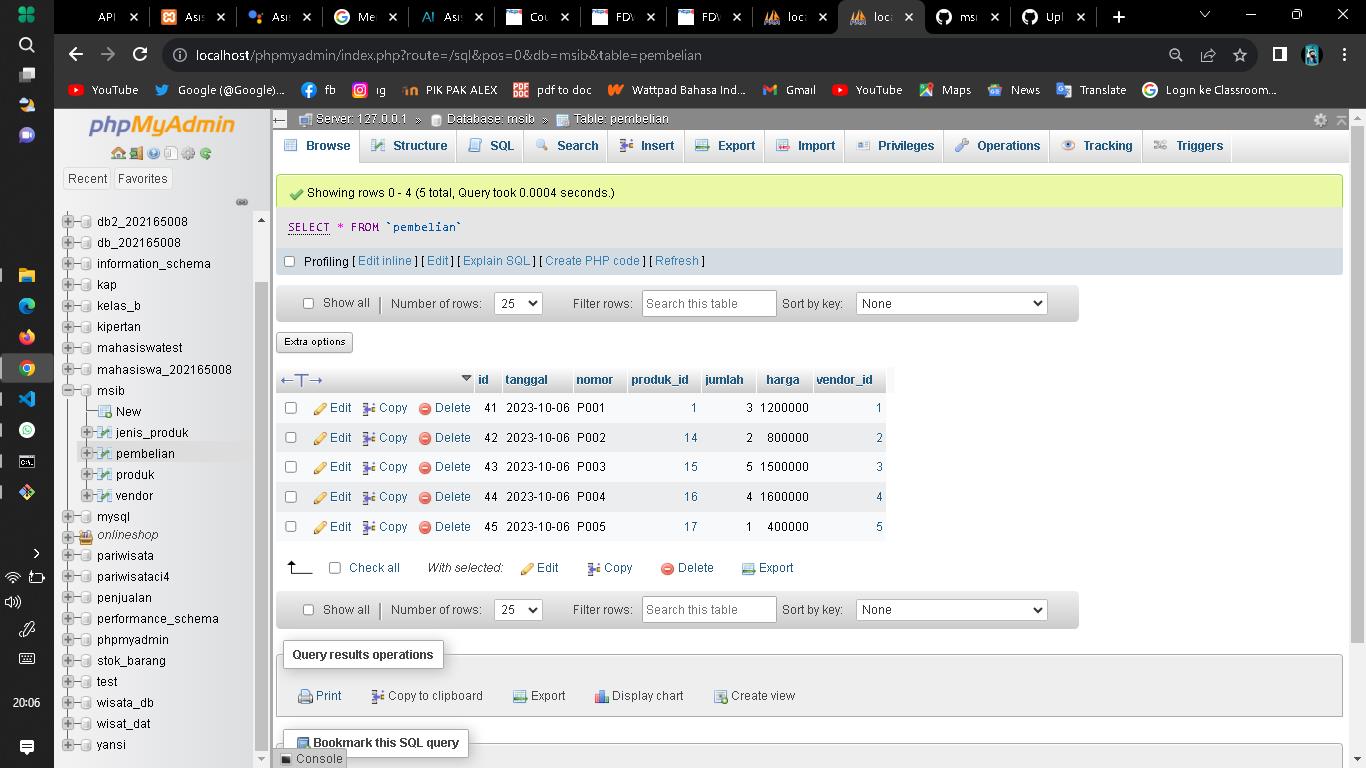 API
Asis
Asis
Me
Asi
Cou
FDV
FDV
loca
loca
msi
Upl
localhost/phpmyadmin/index.php?route=/sql&pos=0&db=msib&table=pembelian
YouTube
Google (@Google)...
fb
ig
PIK PAK ALEX
pdf to doc
Wattpad Bahasa Ind...
Gmail
YouTube
Maps
News
Translate
Login ke Classroom...
phpMyAdmin
Recent
Favorites
db2_202165008
db_202165008
information_schema
kap
kelas_b
kipertan
mahasiswatest
mahasiswa_202165008
msib
New
jenis_produk
pembelian
produk
vendor
mysql
onlineshop
pariwisata
pariwisataci4
penjualan
performance_schema
phpmyadmin
stok_barang
test
wisata_db
wisat_dat
yansi
20:06
Server: 127.0.0.1 » Database: msib » Table: pembelian
Browse Structure SQL Search Insert Export Import Privileges Operations Tracking Triggers
Showing rows 0 - 4 (5 total, Query took 0.0004 seconds.)
SELECT * FROM `pembelian`
Profiling [ Edit inline ] [ Edit ] [ Explain SQL ] [ Create PHP code ] [ Refresh ]
Show all | Number of rows: 25 Filter rows: Search this table Sort by key: None
Extra options
←T→ id tanggal nomor produk_id jumlah harga vendor_id
Edit Copy Delete 41 2023-10-06 P001 1 3 1200000 1
Edit Copy Delete 42 2023-10-06 P002 14 2 800000 2
Edit Copy Delete 43 2023-10-06 P003 15 5 1500000 3
Edit Copy Delete 44 2023-10-06 P004 16 4 1600000 4
Edit Copy Delete 45 2023-10-06 P005 17 1 400000 5
Check all With selected: Edit Copy Delete Export
Show all | Number of rows: 25 Filter rows: Search this table Sort by key: None
Query results operations
Print Copy to clipboard Export Display chart Create view
Bookmark this SQL query
Console